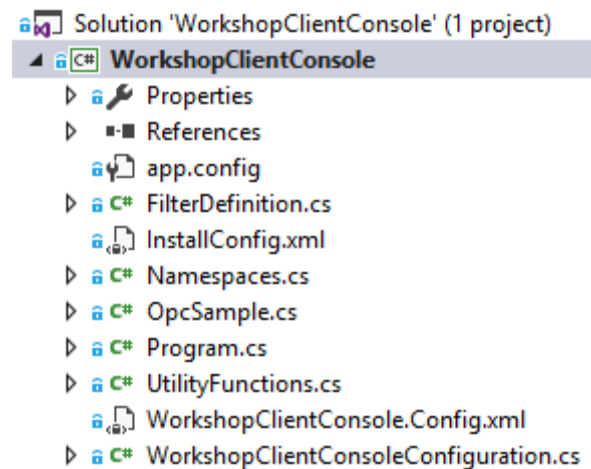 Solution 'WorkshopClientConsole' (1 project)
C# WorkshopClientConsole
Properties
References
app.config
C# FilterDefinition.cs
InstallConfig.xml
C# Namespaces.cs
C# OpcSample.cs
C# Program.cs
C# UtilityFunctions.cs
WorkshopClientConsole.Config.xml
C# WorkshopClientConsoleConfiguration.cs